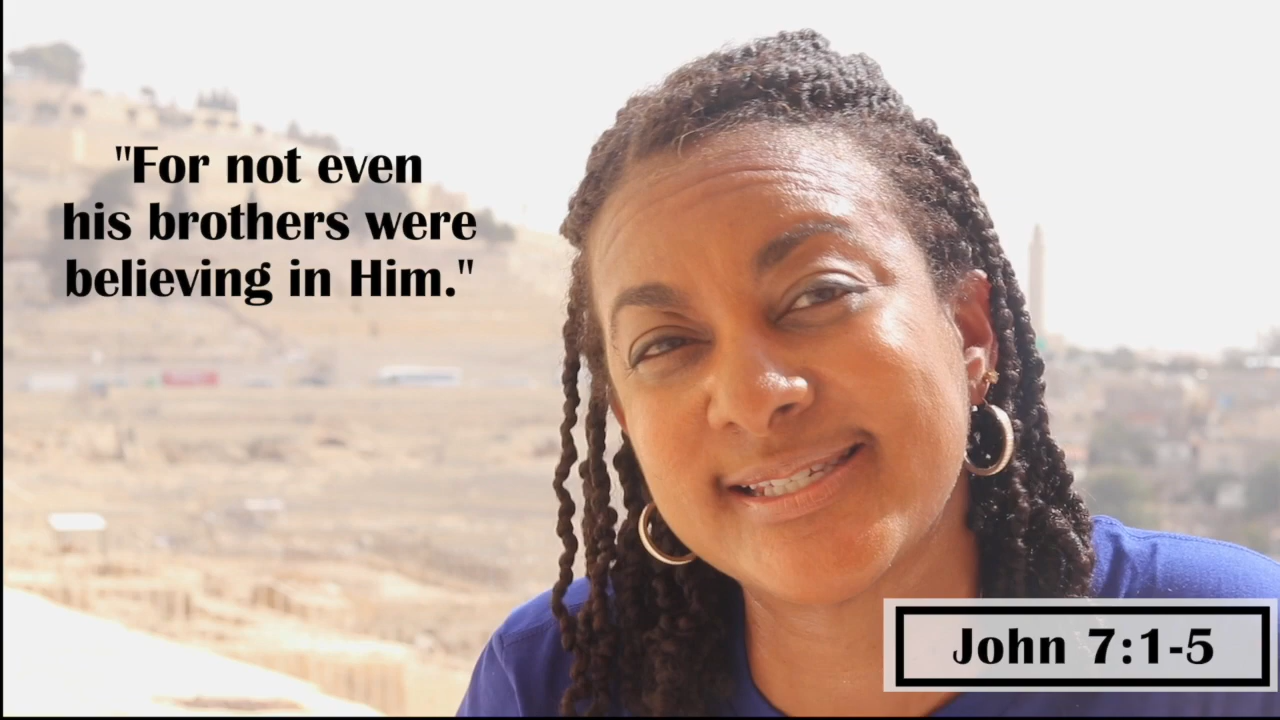 "For not even
his brothers were
believing in Him."
John 7:1-5